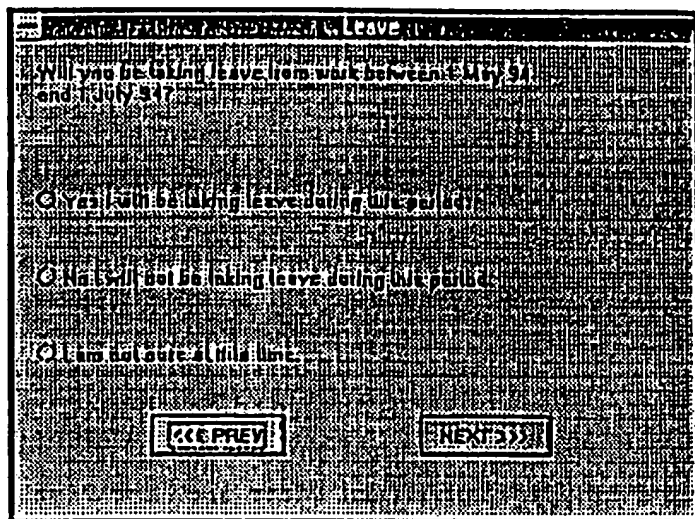 Leave
Will you be taking leave from work between 1 May 94
and 1 July 94?
Yes I will be taking leave during this period.
No I will not be taking leave during this period.
I am not sure at this time.
<<< PREV
NEXT >>>